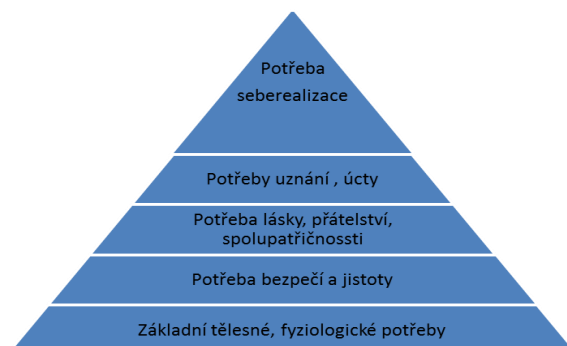 Potřeba
seberealizace
Potřeby uznání , úcty
Potřeba lásky, přátelství,
spolupatřičnossti
Potřeba bezpečí a jistoty
Základní tělesné, fyziologické potřeby